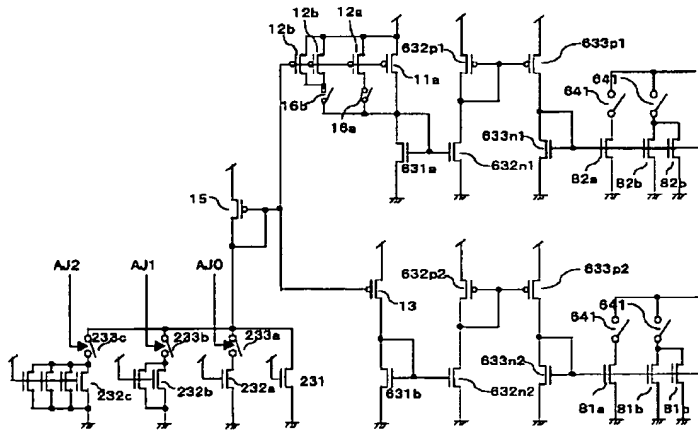 12b
12b
12a
632p1
633p1
11a
16b
16a
641
641
633n1
631a
632n1
82a
82b
82b
15
AJ2
AJ1
AJ0
632p2
633p2
13
233c
233b
233a
641
641
633n2
232c
232b
232a
231
631b
632n2
81a
81b
81b